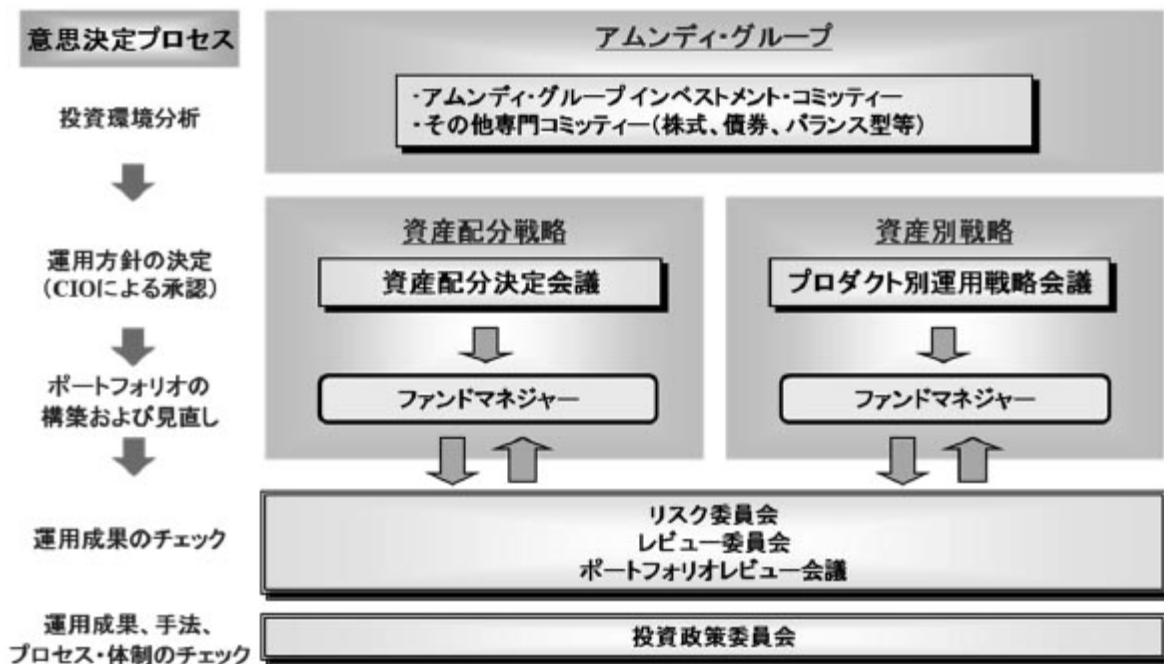 意思決定プロセス
アムンディ・グループ
投資環境分析
・アムンディ・グループ インベストメント・コミッティー
・その他専門コミッティー（株式、債券、バランス型等）
運用方針の決定
（CIOによる承認）
資産配分戦略
資産配分決定会議
ファンドマネジャー
資産別戦略
プロダクト別運用戦略会議
ファンドマネジャー
ポートフォリオの
構築および見直し
運用成果のチェック
リスク委員会
レビュー委員会
ポートフォリオレビュー会議
運用成果、手法、
プロセス・体制のチェック
投資政策委員会